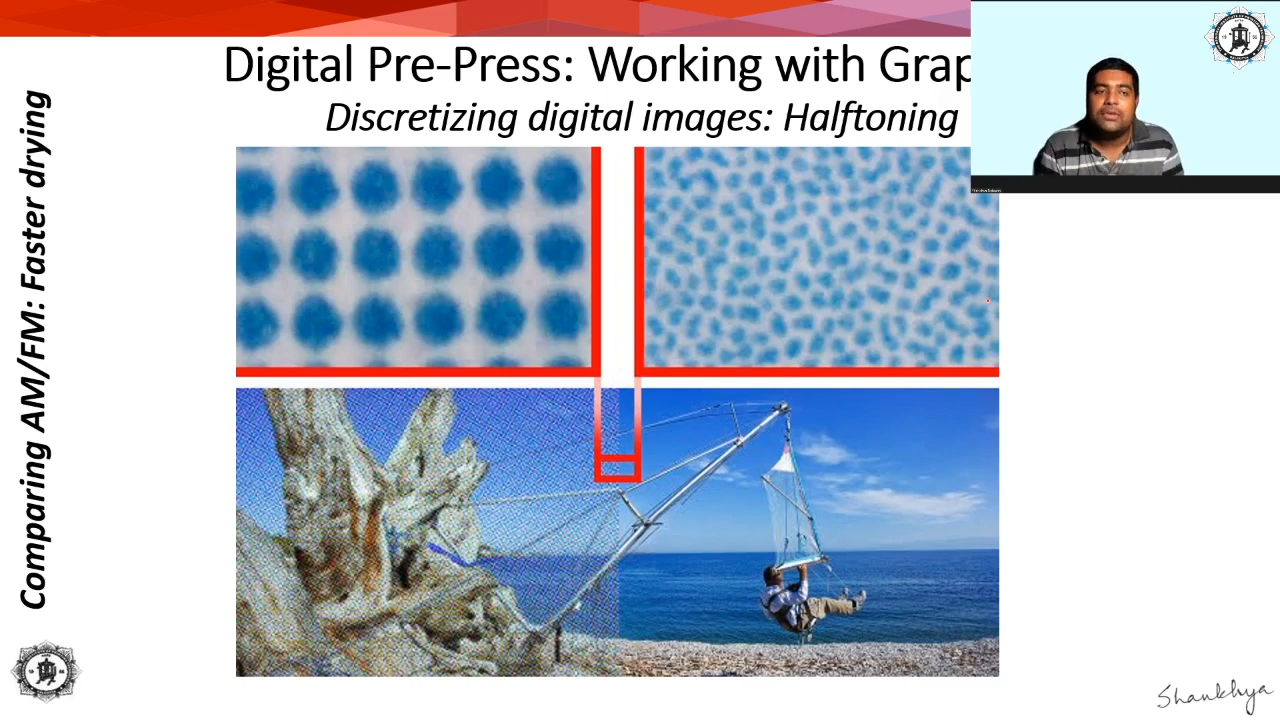 Digital Pre-Press: Working with Grap
Discretizing digital images: Halftoning
Comparing AM/FM: Faster drying
Shankhya